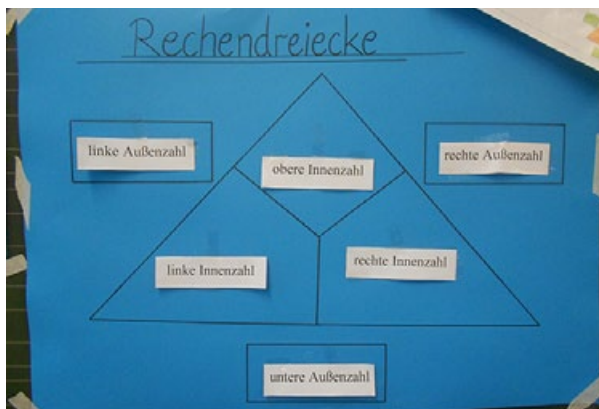 Rechendreiecke
linke Außenzahl
rechte Außenzahl
obere Innenzahl
linke Innenzahl
rechte Innenzahl
untere Außenzahl